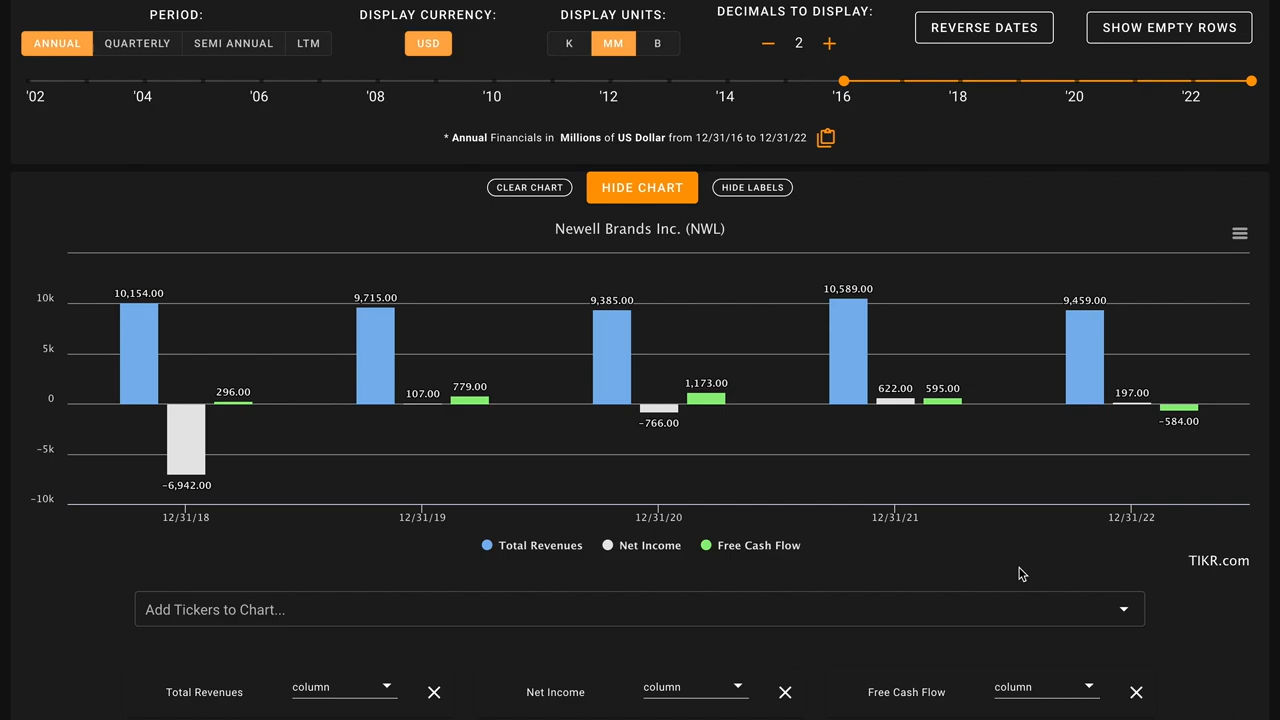 PERIOD:
DISPLAY CURRENCY:
DISPLAY UNITS:
DECIMALS TO DISPLAY:
ANNUAL QUARTERLY SEMI ANNUAL LTM
USD
K MM B
2
REVERSE DATES
SHOW EMPTY ROWS
'02 '04 '06 '08 '10 '12 '14 '16 '18 '20 '22
* Annual Financials in Millions of US Dollar from 12/31/16 to 12/31/22
CLEAR CHART
HIDE CHART
HIDE LABELS
Newell Brands Inc. (NWL)
10k
5k
0
-5k
-10k
10,154.00
-6,942.00
296.00
9,715.00
107.00
779.00
9,385.00
-766.00
1,173.00
10,589.00
622.00
595.00
9,459.00
197.00
-584.00
12/31/18 12/31/19 12/31/20 12/31/21 12/31/22
Total Revenues Net Income Free Cash Flow
TIKR.com
Add Tickers to Chart...
Total Revenues column
Net Income column
Free Cash Flow column